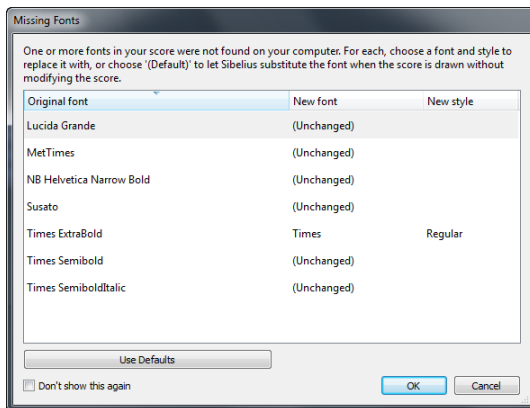 Missing Fonts
One or more fonts in your score were not found on your computer. For each, choose a font and style to
replace it with, or choose '(Default)' to let Sibelius substitute the font when the score is drawn without
modifying the score.
Original font New font New style
Lucida Grande (Unchanged)
MetTimes (Unchanged)
NB Helvetica Narrow Bold (Unchanged)
Susato (Unchanged)
Times ExtraBold Times Regular
Times Semibold (Unchanged)
Times SemiboldItalic (Unchanged)
Use Defaults
Don't show this again OK Cancel